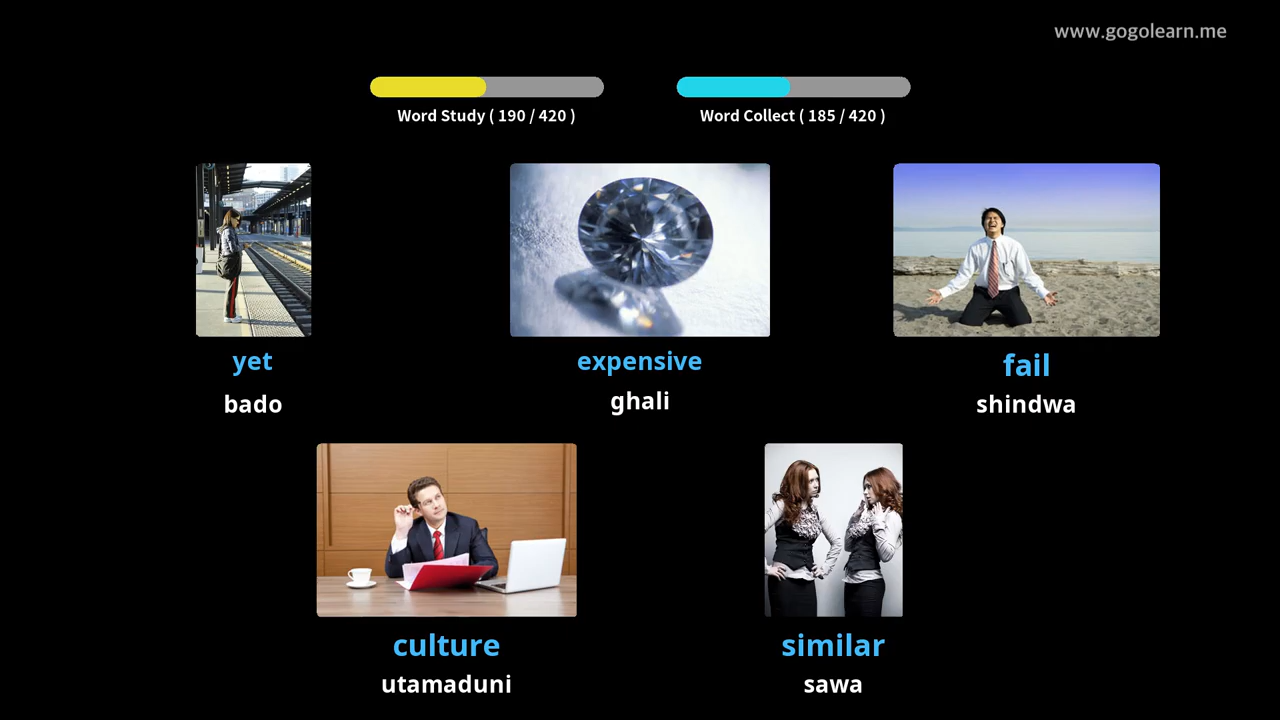 www.gogolearn.me
Word Study ( 190 / 420 )
Word Collect ( 185 / 420 )
yet
bado
expensive
ghali
fail
shindwa
culture
utamaduni
similar
sawa